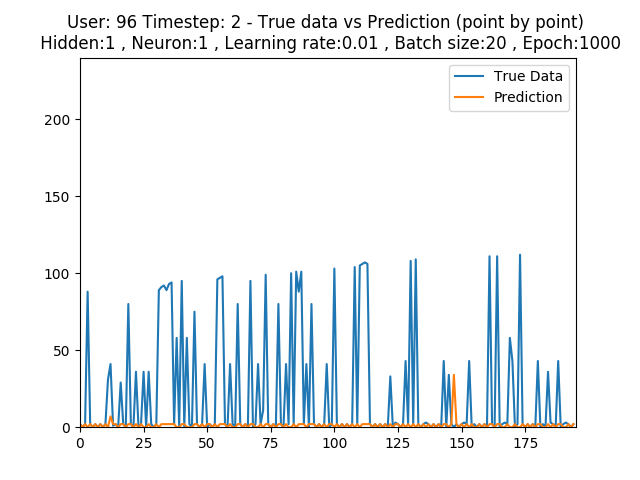 User: 96 Timestep: 2 - True data vs Prediction (point by point)
Hidden:1 , Neuron:1 , Learning rate:0.01 , Batch size:20 , Epoch:1000
True Data
Prediction
200
150
100
50
0
0 25 50 75 100 125 150 175